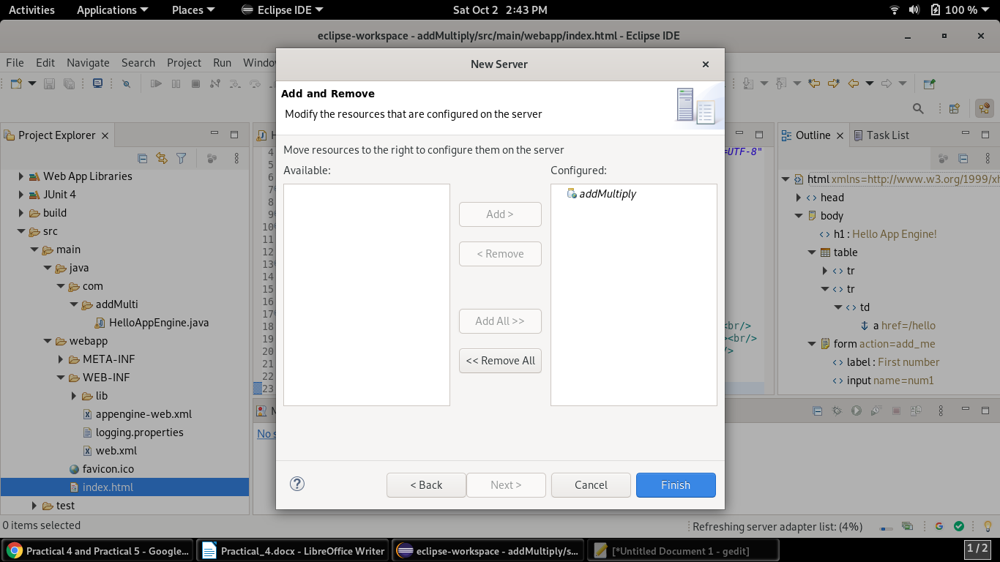 Activities Applications Places Eclipse IDE Sat Oct 2 2:43 PM 100 %
eclipse-workspace - addMultiply/src/main/webapp/index.html - Eclipse IDE
File Edit Navigate Search Project Run
New Server
Add and Remove
Modify the resources that are configured on the server
Move resources to the right to configure them on the server
Available:
Configured:
addMultiply
Add >
< Remove
Add All >>
<< Remove All
< Back Next > Cancel Finish
Project Explorer
Web App Libraries
JUnit 4
build
src
main
java
com
addMulti
HelloAppEngine.java
webapp
META-INF
WEB-INF
lib
appengine-web.xml
logging.properties
web.xml
favicon.ico
index.html
test
4
5
6
7
8
9
10
11
12
13
14
15
16
17
18
19
20
21
22
23
=UTF-8"
<br/>
><br/>
/>
Outline Task List
html xmlns=http://www.w3.org/1999/xh
head
body
h1 : Hello App Engine!
table
tr
tr
td
a href=/hello
form action=add_me
label : First number
input name=num1
0 items selected
Refreshing server adapter list: (4%)
Practical 4 and Practical 5 - Google...
Practical_4.docx - LibreOffice Writer
eclipse-workspace - addMultiply/s...
[*Untitled Document 1 - gedit]
1 / 2